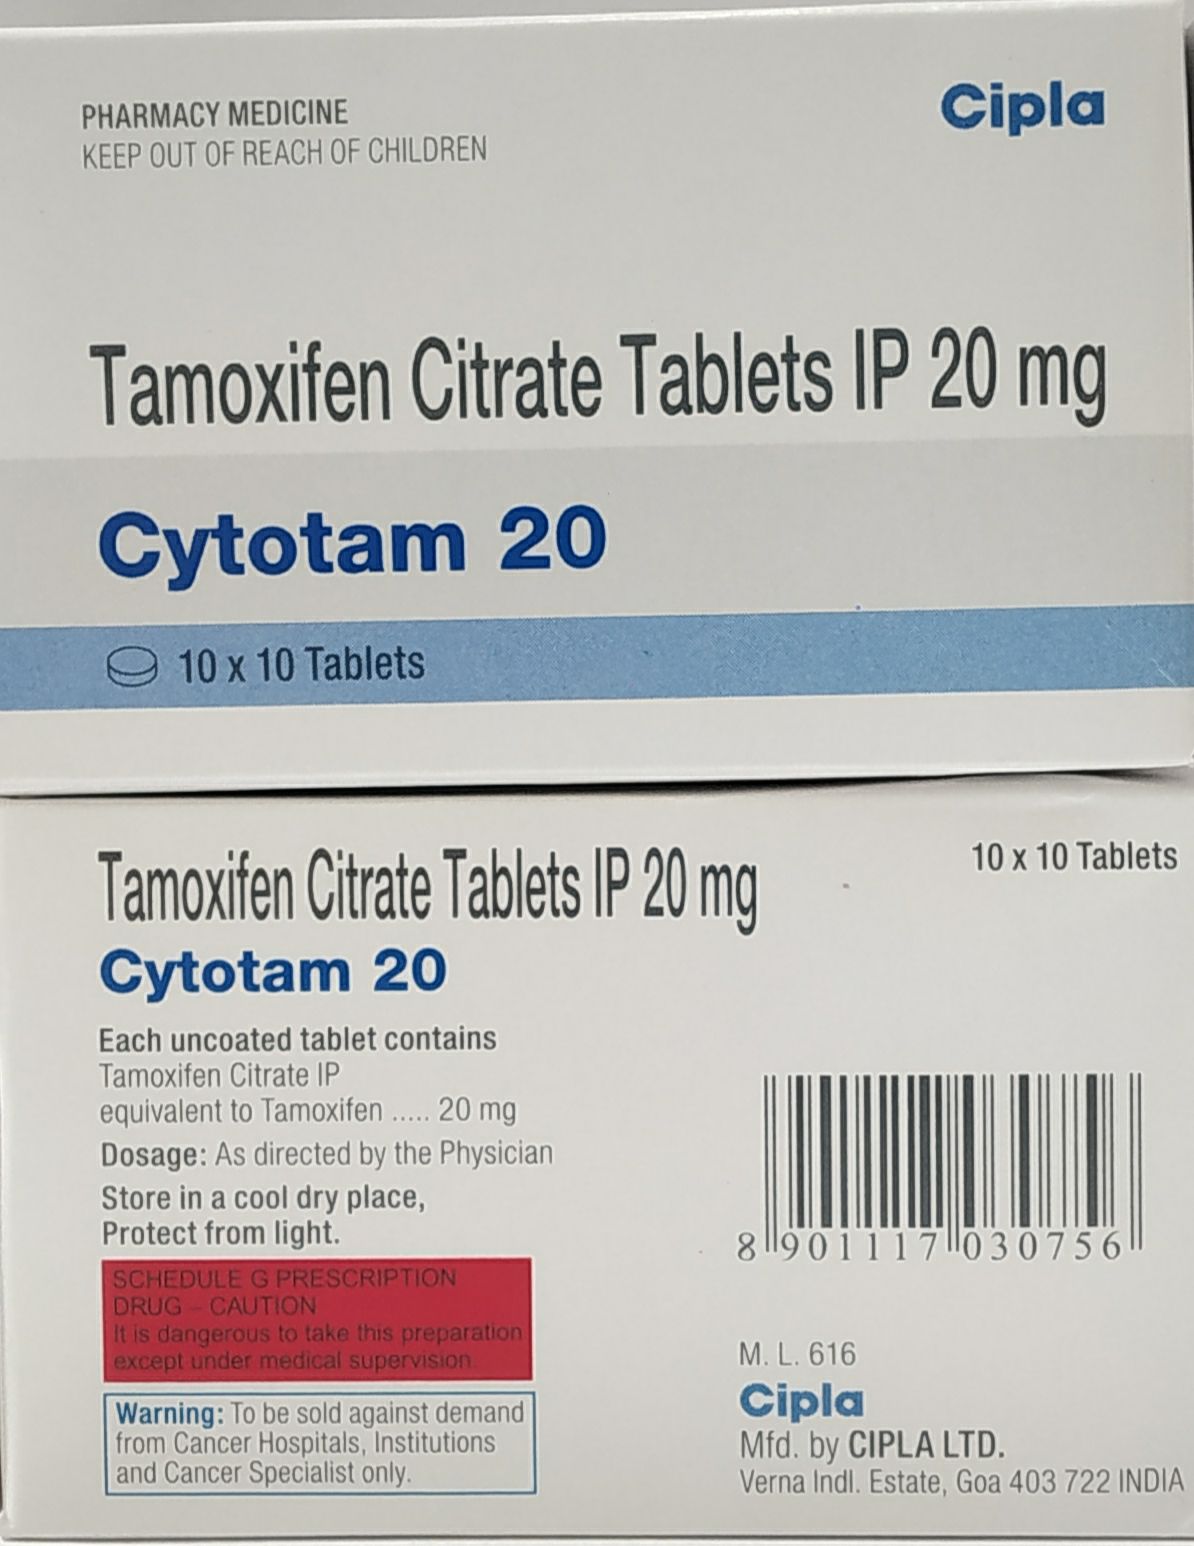 PHARMACY MEDICINE
KEEP OUT OF REACH OF CHILDREN
Cipla
Tamoxifen Citrate Tablets IP 20 mg
Cytotam 20
10 x 10 Tablets
Tamoxifen Citrate Tablets IP 20 mg
10 x 10 Tablets
Cytotam 20
Each uncoated tablet contains
Tamoxifen Citrate IP
equivalent to Tamoxifen ..... 20 mg
Dosage: As directed by the Physician
Store in a cool dry place,
Protect from light.
SCHEDULE G PRESCRIPTION
DRUG - CAUTION
It is dangerous to take this preparation
except under medical supervision.
Warning: To be sold against demand
from Cancer Hospitals, Institutions
and Cancer Specialist only.
8 901117 030756
M. L. 616
Cipla
Mfd. by CIPLA LTD.
Verna Indl. Estate, Goa 403 722 INDIA